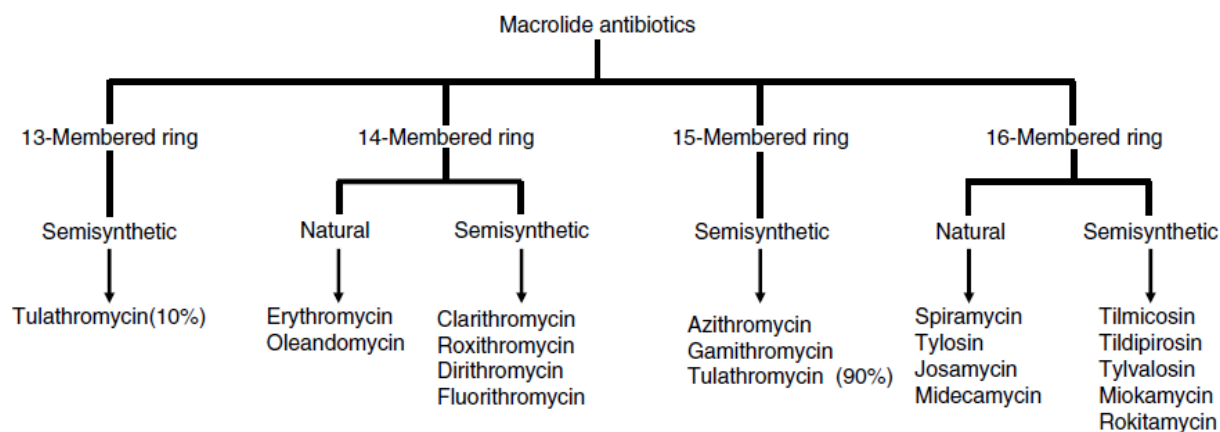 Macrolide antibiotics
13-Membered ring
14-Membered ring
15-Membered ring
16-Membered ring
Semisynthetic
Natural
Semisynthetic
Semisynthetic
Natural
Semisynthetic
Tulathromycin(10%)
Erythromycin
Oleandomycin
Clarithromycin
Roxithromycin
Dirithromycin
Fluorithromycin
Azithromycin
Gamithromycin
Tulathromycin (90%)
Spiramycin
Tylosin
Josamycin
Midecamycin
Tilmicosin
Tildipirosin
Tylvalosin
Miokamycin
Rokitamycin